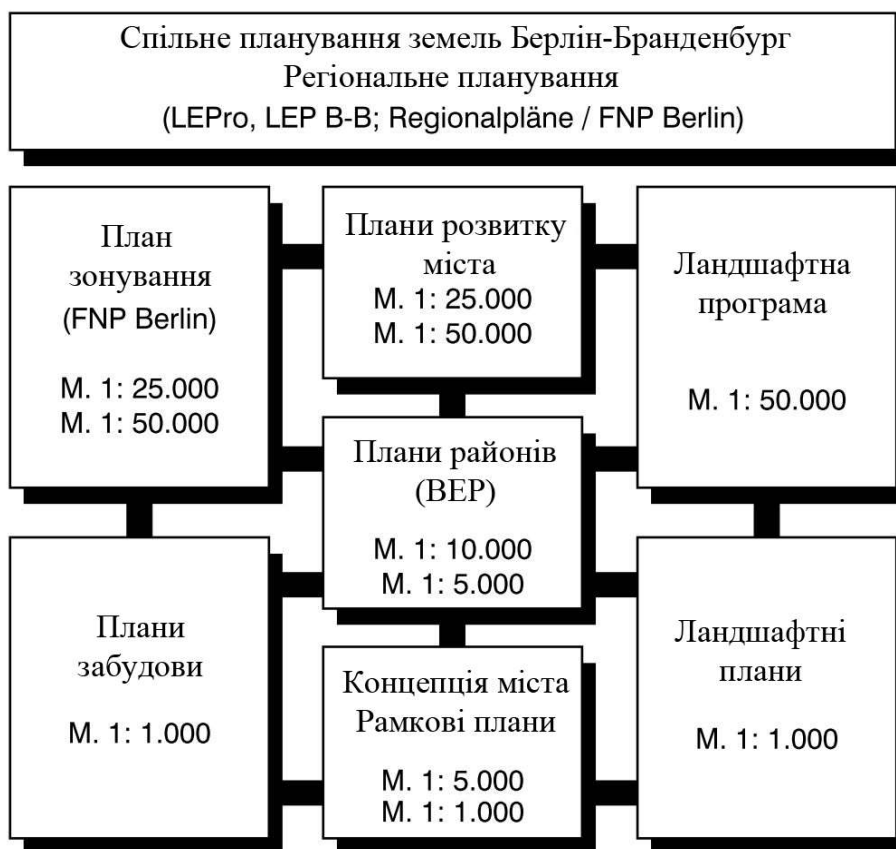 Спільне планування земель Берлін-Бранденбург
Регіональне планування
(LEPro, LEP B-B; Regionalpläne / FNP Berlin)
План
зонування
(FNP Berlin)
М. 1: 25.000
М. 1: 50.000
Плани розвитку
міста
М. 1: 25.000
М. 1: 50.000
Ландшафтна
програма
М. 1: 50.000
Плани районів
(BEP)
М. 1: 10.000
М. 1: 5.000
Плани
забудови
М. 1: 1.000
Концепція міста
Рамкові плани
М. 1: 5.000
М. 1: 1.000
Ландшафтні
плани
М. 1: 1.000